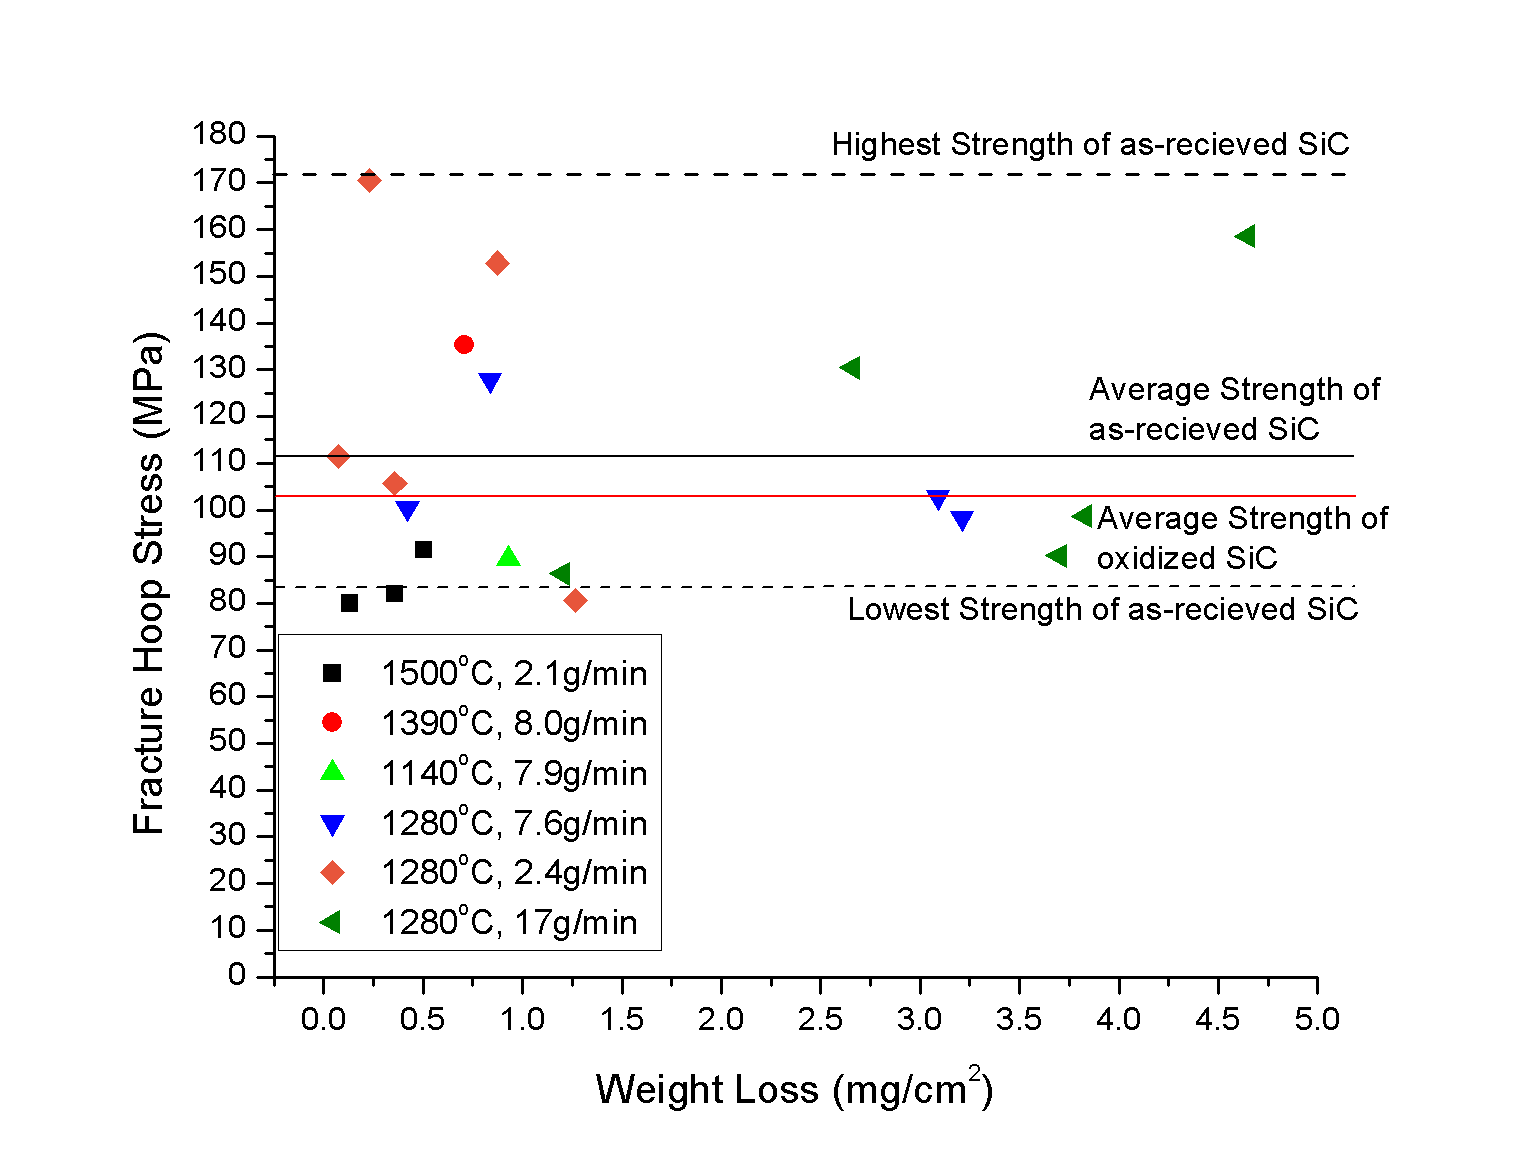 Highest Strength of as-recieved SiC
Average Strength of
as-recieved SiC
Average Strength of
oxidized SiC
Lowest Strength of as-recieved SiC
Fracture Hoop Stress (MPa)
180
170
160
150
140
130
120
110
100
90
80
70
60
50
40
30
20
10
0
1500°C, 2.1g/min
1390°C, 8.0g/min
1140°C, 7.9g/min
1280°C, 7.6g/min
1280°C, 2.4g/min
1280°C, 17g/min
0.0 0.5 1.0 1.5 2.0 2.5 3.0 3.5 4.0 4.5 5.0
Weight Loss (mg/cm²)